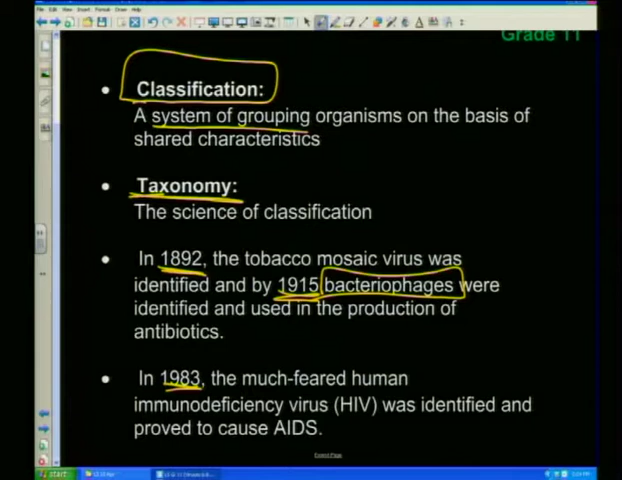 Grade 11
• Classification:
A system of grouping organisms on the basis of
shared characteristics
• Taxonomy:
The science of classification
• In 1892, the tobacco mosaic virus was
identified and by 1915 bacteriophages were
identified and used in the production of
antibiotics.
• In 1983, the much-feared human
immunodeficiency virus (HIV) was identified and
proved to cause AIDS.
start